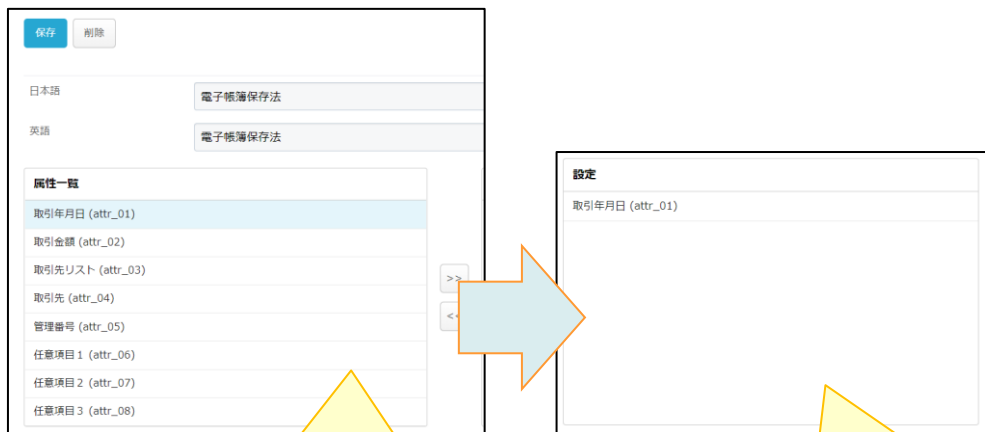 保存 削除
日本語 電子帳簿保存法
英語 電子帳簿保存法
属性一覧
取引年月日 (attr_01)
取引金額 (attr_02)
取引先リスト (attr_03)
取引先 (attr_04)
管理番号 (attr_05)
任意項目1 (attr_06)
任意項目2 (attr_07)
任意項目3 (attr_08)
>>
<<
設定
取引年月日 (attr_01)